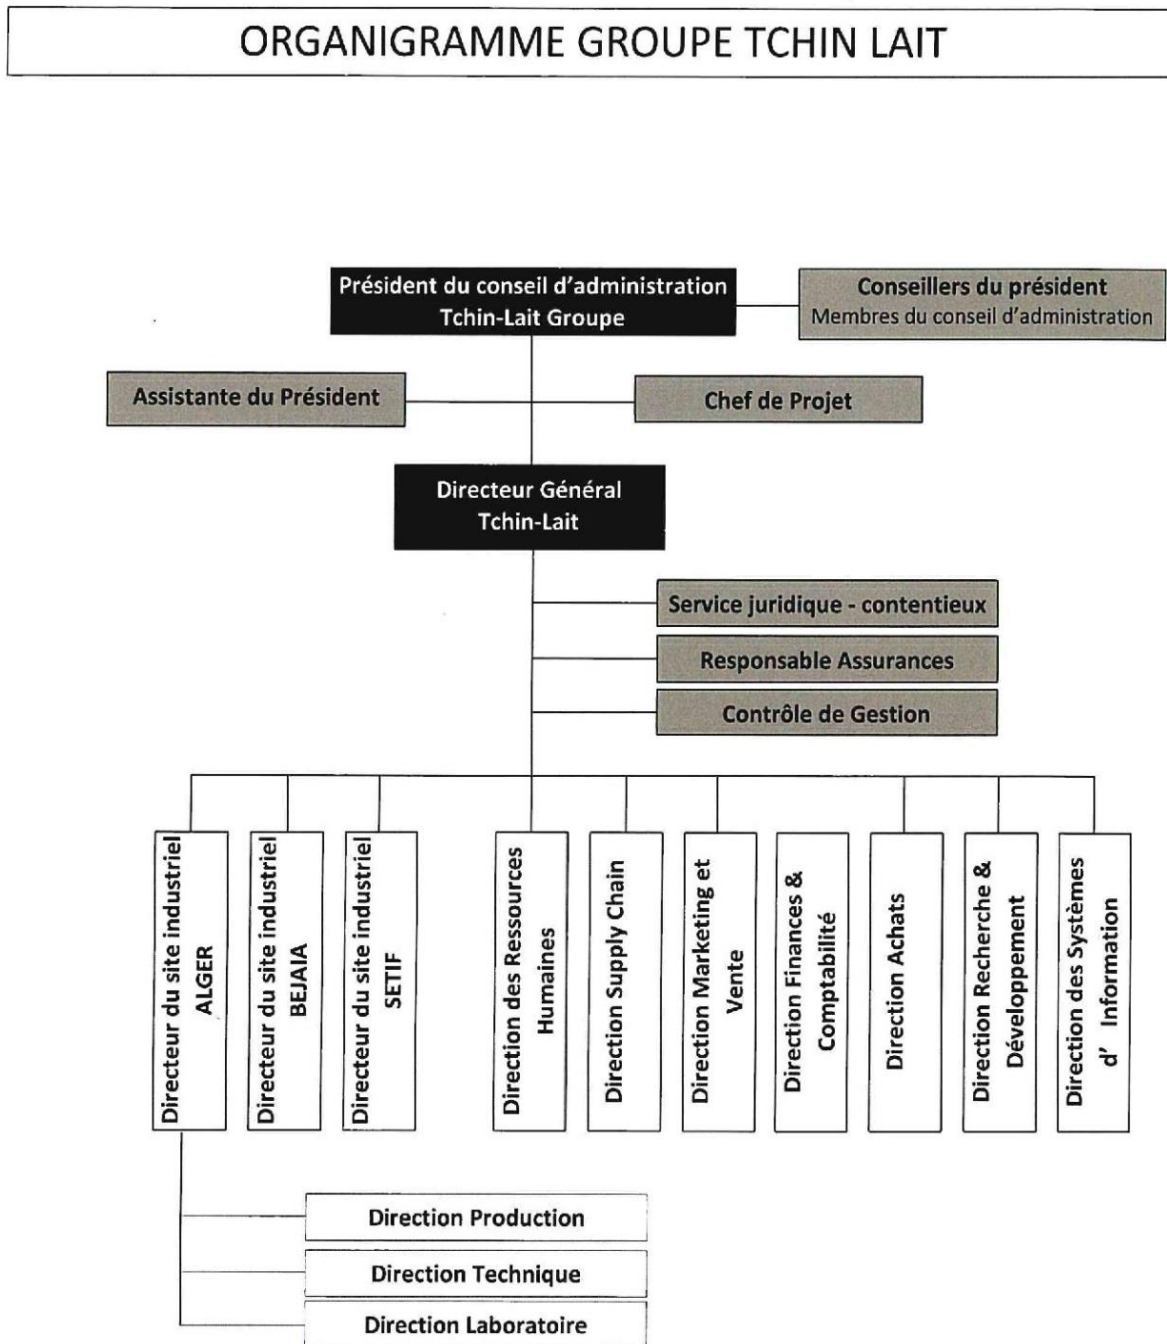 ORGANIGRAMME GROUPE TCHIN LAIT
Président du conseil d'administration
Tchin-Lait Groupe
Conseillers du président
Membres du conseil d'administration
Assistante du Président
Chef de Projet
Directeur Général
Tchin-Lait
Service juridique - contentieux
Responsable Assurances
Contrôle de Gestion
Directeur du site industriel
ALGER
Directeur du site industriel
BEJAIA
Directeur du site industriel
SETIF
Direction des Ressources
Humaines
Direction Supply Chain
Direction Marketing et
Vente
Direction Finances &
Comptabilité
Direction Achats
Direction Recherche &
Développement
Direction des Systèmes
d' Information
Direction Production
Direction Technique
Direction Laboratoire